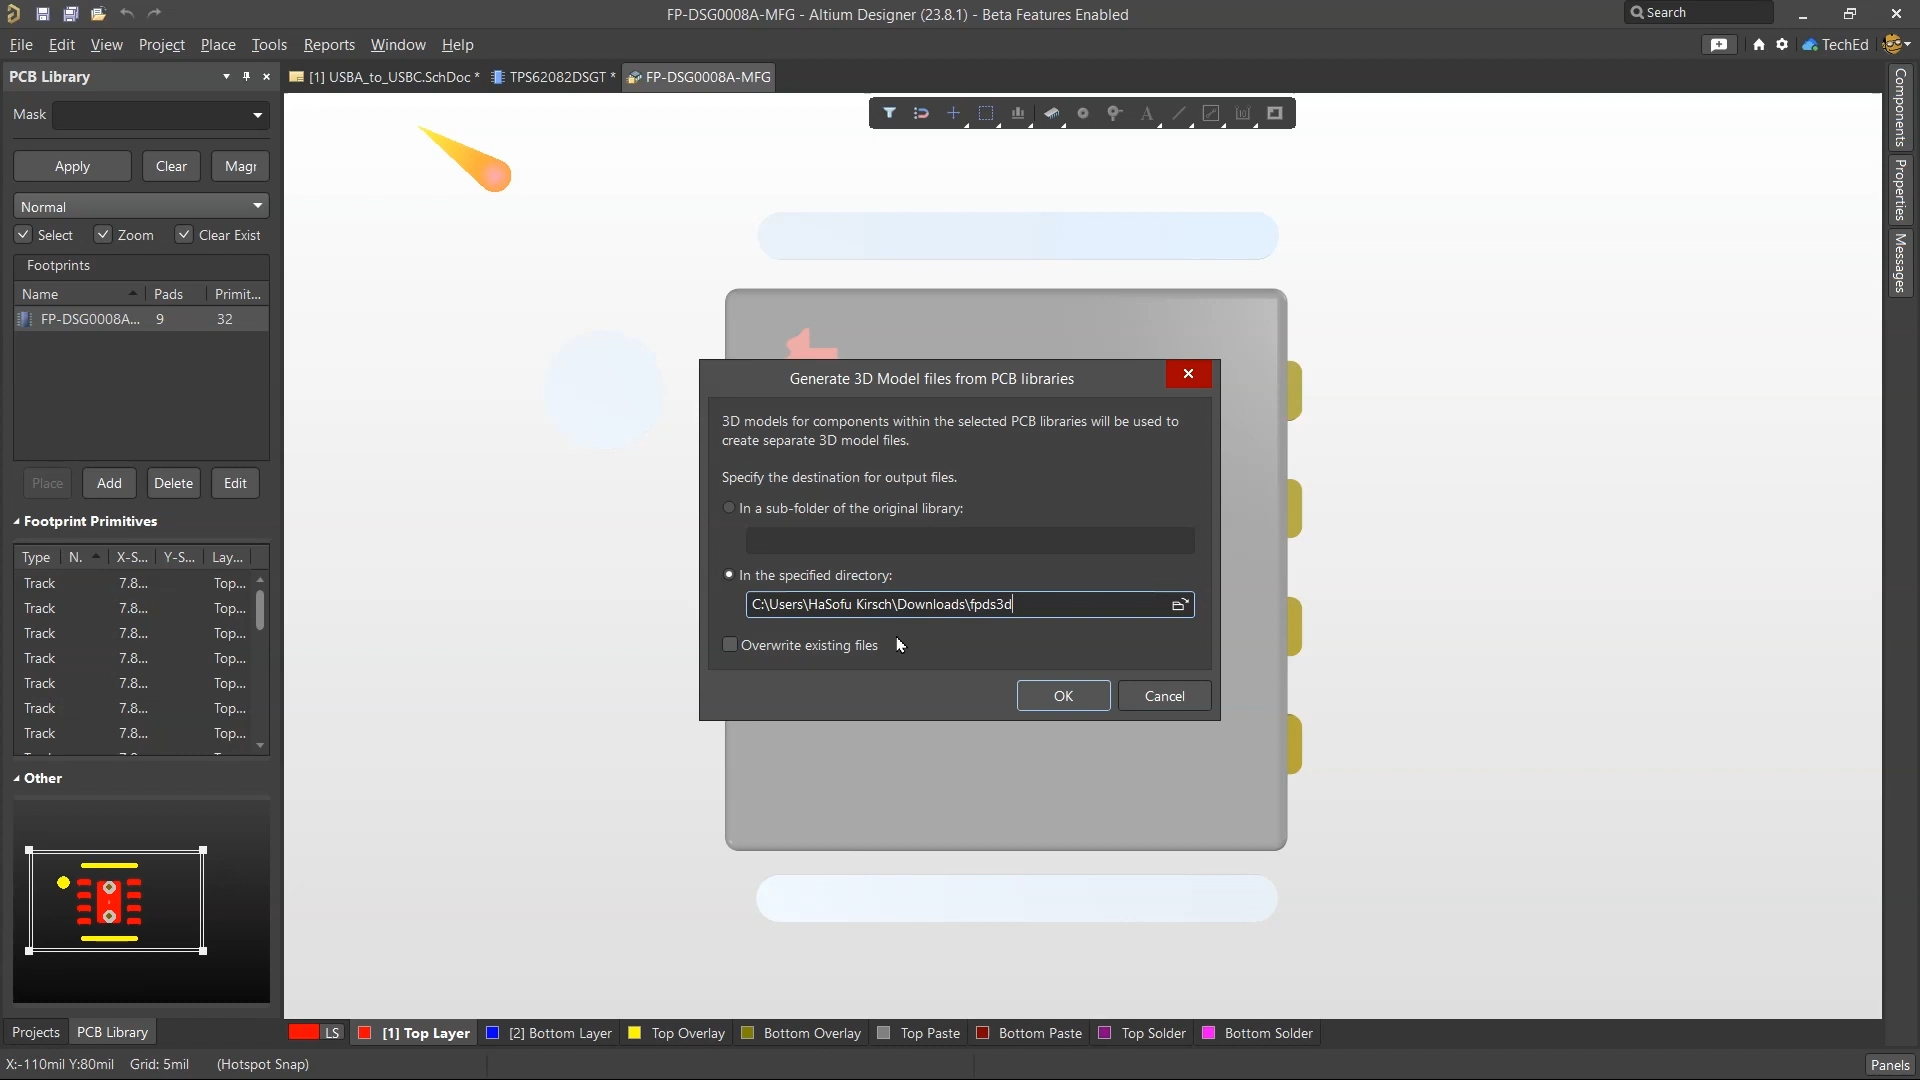 FP-DSG0008A-MFG - Altium Designer (23.8.1) - Beta Features Enabled
Search
File Edit View Project Place Tools Reports Window Help
TechEd
PCB Library
[1] USBA_to_USBC.SchDoc *
TPS62082DSGT *
FP-DSG0008A-MFG
Mask
Apply Clear Magr
Normal
Select Zoom Clear Exist
Footprints
Name Pads Primit...
FP-DSG0008A... 9 32
Place Add Delete Edit
Footprint Primitives
Type N. X-S... Y-S... Lay...
Track 7.8... Top...
Track 7.8... Top...
Track 7.8... Top...
Track 7.8... Top...
Track 7.8... Top...
Track 7.8... Top...
Track 7.8... Top...
Other
Generate 3D Model files from PCB libraries
3D models for components within the selected PCB libraries will be used to
create separate 3D model files.
Specify the destination for output files.
In a sub-folder of the original library:
In the specified directory:
C:\Users\HaSofu Kirsch\Downloads\fpds3d
Overwrite existing files
OK Cancel
Components
Properties
Messages
Projects PCB Library
LS [1] Top Layer [2] Bottom Layer Top Overlay Bottom Overlay Top Paste Bottom Paste Top Solder Bottom Solder
X:-110mil Y:80mil Grid: 5mil (Hotspot Snap)
Panels